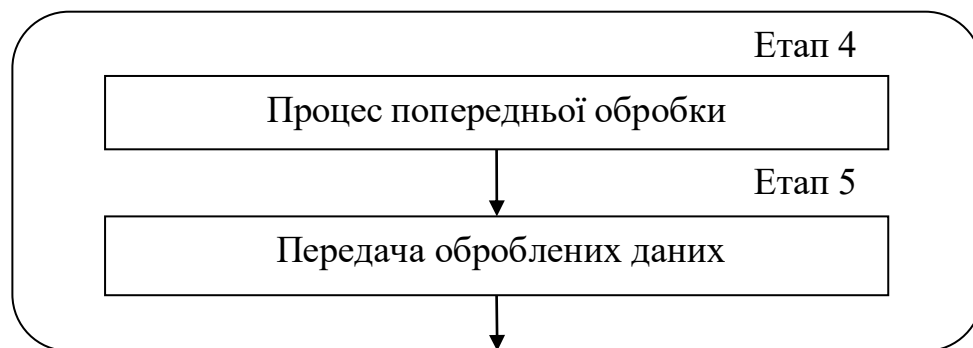 Етап 4
Процес попередньої обробки
Етап 5
Передача оброблених даних